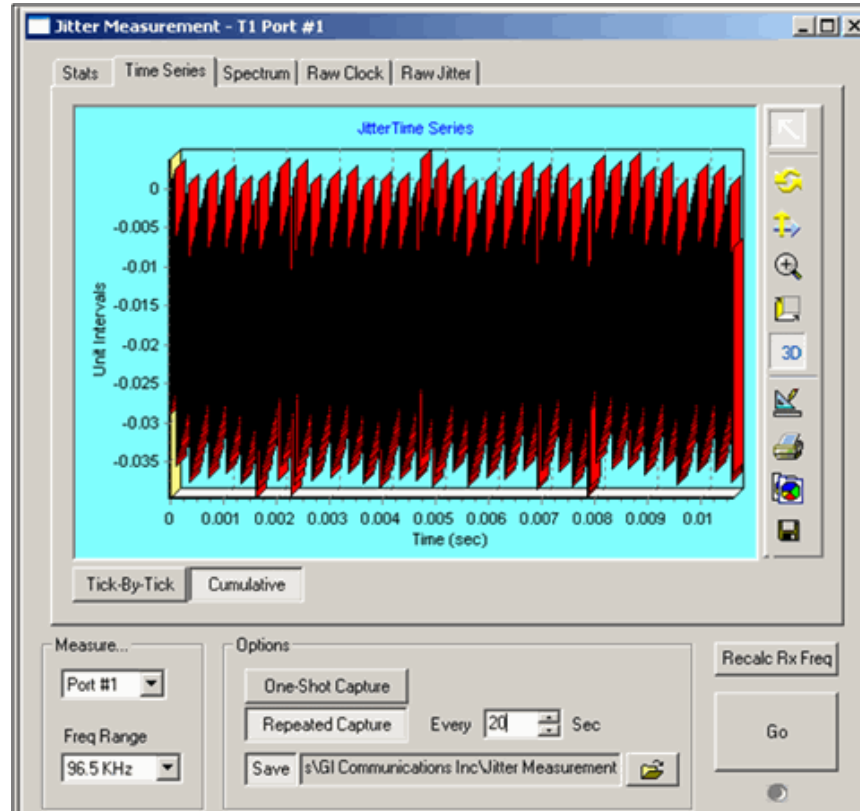 Jitter Measurement - T1 Port #1
Stats Time Series Spectrum Raw Clock Raw Jitter
JitterTime Series
Unit Intervals
0
-0.005
-0.01
-0.015
-0.02
-0.025
-0.03
-0.035
0 0.001 0.002 0.003 0.004 0.005 0.006 0.007 0.008 0.009 0.01
Time (sec)
3D
Tick-By-Tick Cumulative
Measure...
Port #1
Freq Range
96.5 KHz
Options
One-Shot Capture
Repeated Capture Every 20 Sec
Save s\Gl Communications Inc\Jitter Measurement
Recalc Rx Freq
Go